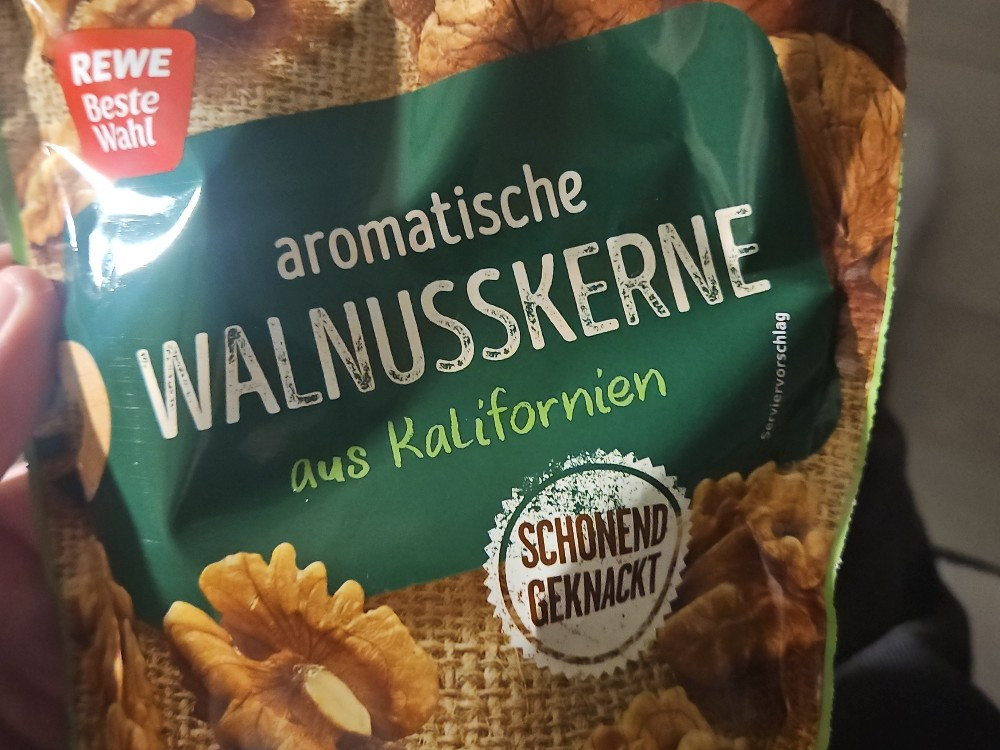 REWE
Beste
Wahl
aromatische
WALNUSSKERNE
aus Kalifornien
Serviervorschlag
SCHONEND
GEKNACKT